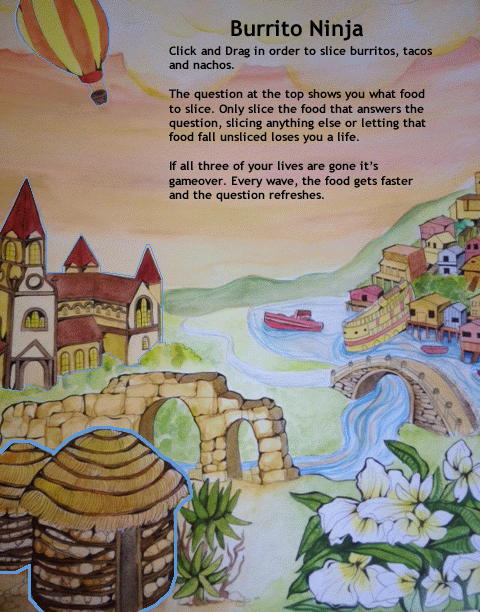 Burrito Ninja
Click and Drag in order to slice burritos, tacos
and nachos.
The question at the top shows you what food
to slice. Only slice the food that answers the
question, slicing anything else or letting that
food fall unsliced loses you a life.
If all three of your lives are gone it's
gameover. Every wave, the food gets faster
and the question refreshes.